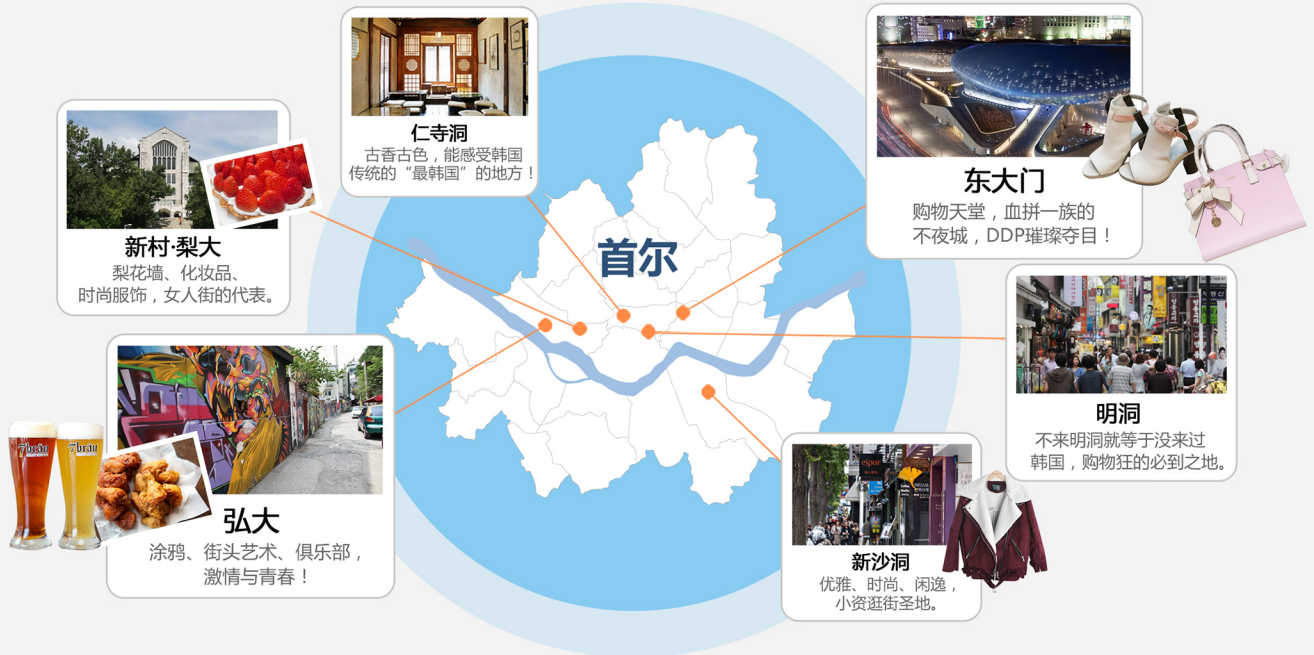 仁寺洞
古香古色，能感受韩国
传统的“最韩国”的地方！
东大门
购物天堂，血拼一族的
不夜城，DDP璀璨夺目！
新村·梨大
梨花墙、化妆品、
时尚服饰，女人街的代表。
首尔
明洞
不来明洞就等于没来过
韩国，购物狂的必到之地。
7brau
7brau
弘大
涂鸦、街头艺术、俱乐部，
激情与青春！
eSpoir
新沙洞
优雅、时尚、闲逸，
小资逛街圣地。